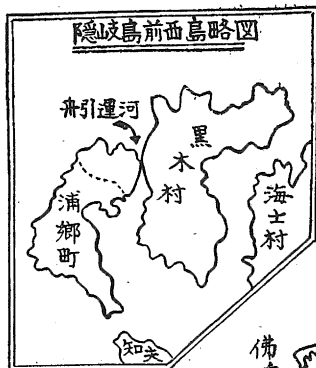 隠岐島前西島略図
舟引運河
黒木村
浦郷町
海士村
知夫
佛